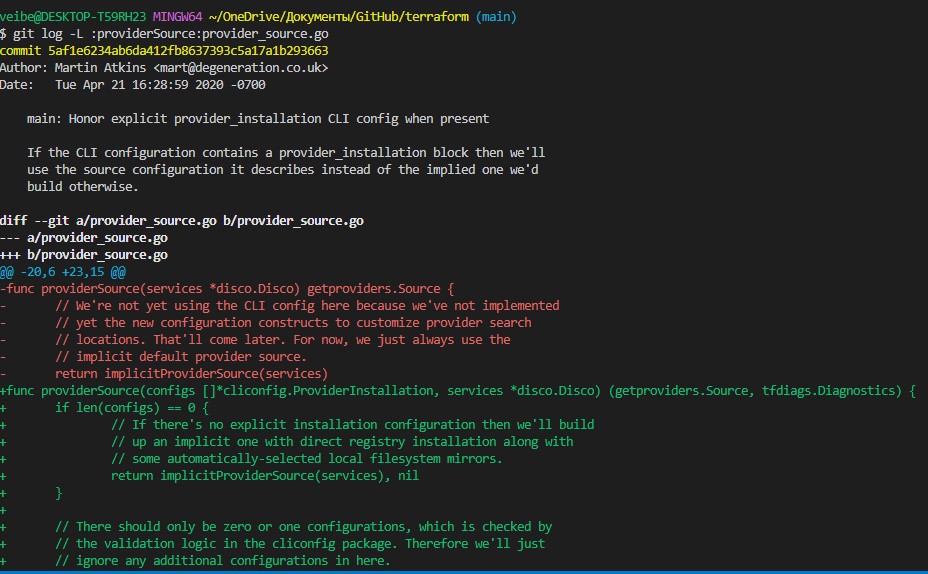 veibe@DESKTOP-T59RH23 MINGW64 ~/OneDrive/Документы/GitHub/terraform (main)
$ git log -L :providerSource:provider_source.go
commit 5af1e6234ab6da412fb8637393c5a17a1b293663
Author: Martin Atkins <mart@degeneration.co.uk>
Date:   Tue Apr 21 16:28:59 2020 -0700

    main: Honor explicit provider_installation CLI config when present

    If the CLI configuration contains a provider_installation block then we'll
    use the source configuration it describes instead of the implied one we'd
    build otherwise.

diff --git a/provider_source.go b/provider_source.go
--- a/provider_source.go
+++ b/provider_source.go
@@ -20,6 +23,15 @@
-func providerSource(services *disco.Disco) getproviders.Source {
-       // We're not yet using the CLI config here because we've not implemented
-       // yet the new configuration constructs to customize provider search
-       // locations. That'll come later. For now, we just always use the
-       // implicit default provider source.
-       return implicitProviderSource(services)
+func providerSource(configs []*cliconfig.ProviderInstallation, services *disco.Disco) (getproviders.Source, tfdiags.Diagnostics) {
+       if len(configs) == 0 {
+               // If there's no explicit installation configuration then we'll build
+               // up an implicit one with direct registry installation along with
+               // some automatically-selected local filesystem mirrors.
+               return implicitProviderSource(services), nil
+       }
+
+       // There should only be zero or one configurations, which is checked by
+       // the validation logic in the cliconfig package. Therefore we'll just
+       // ignore any additional configurations in here.